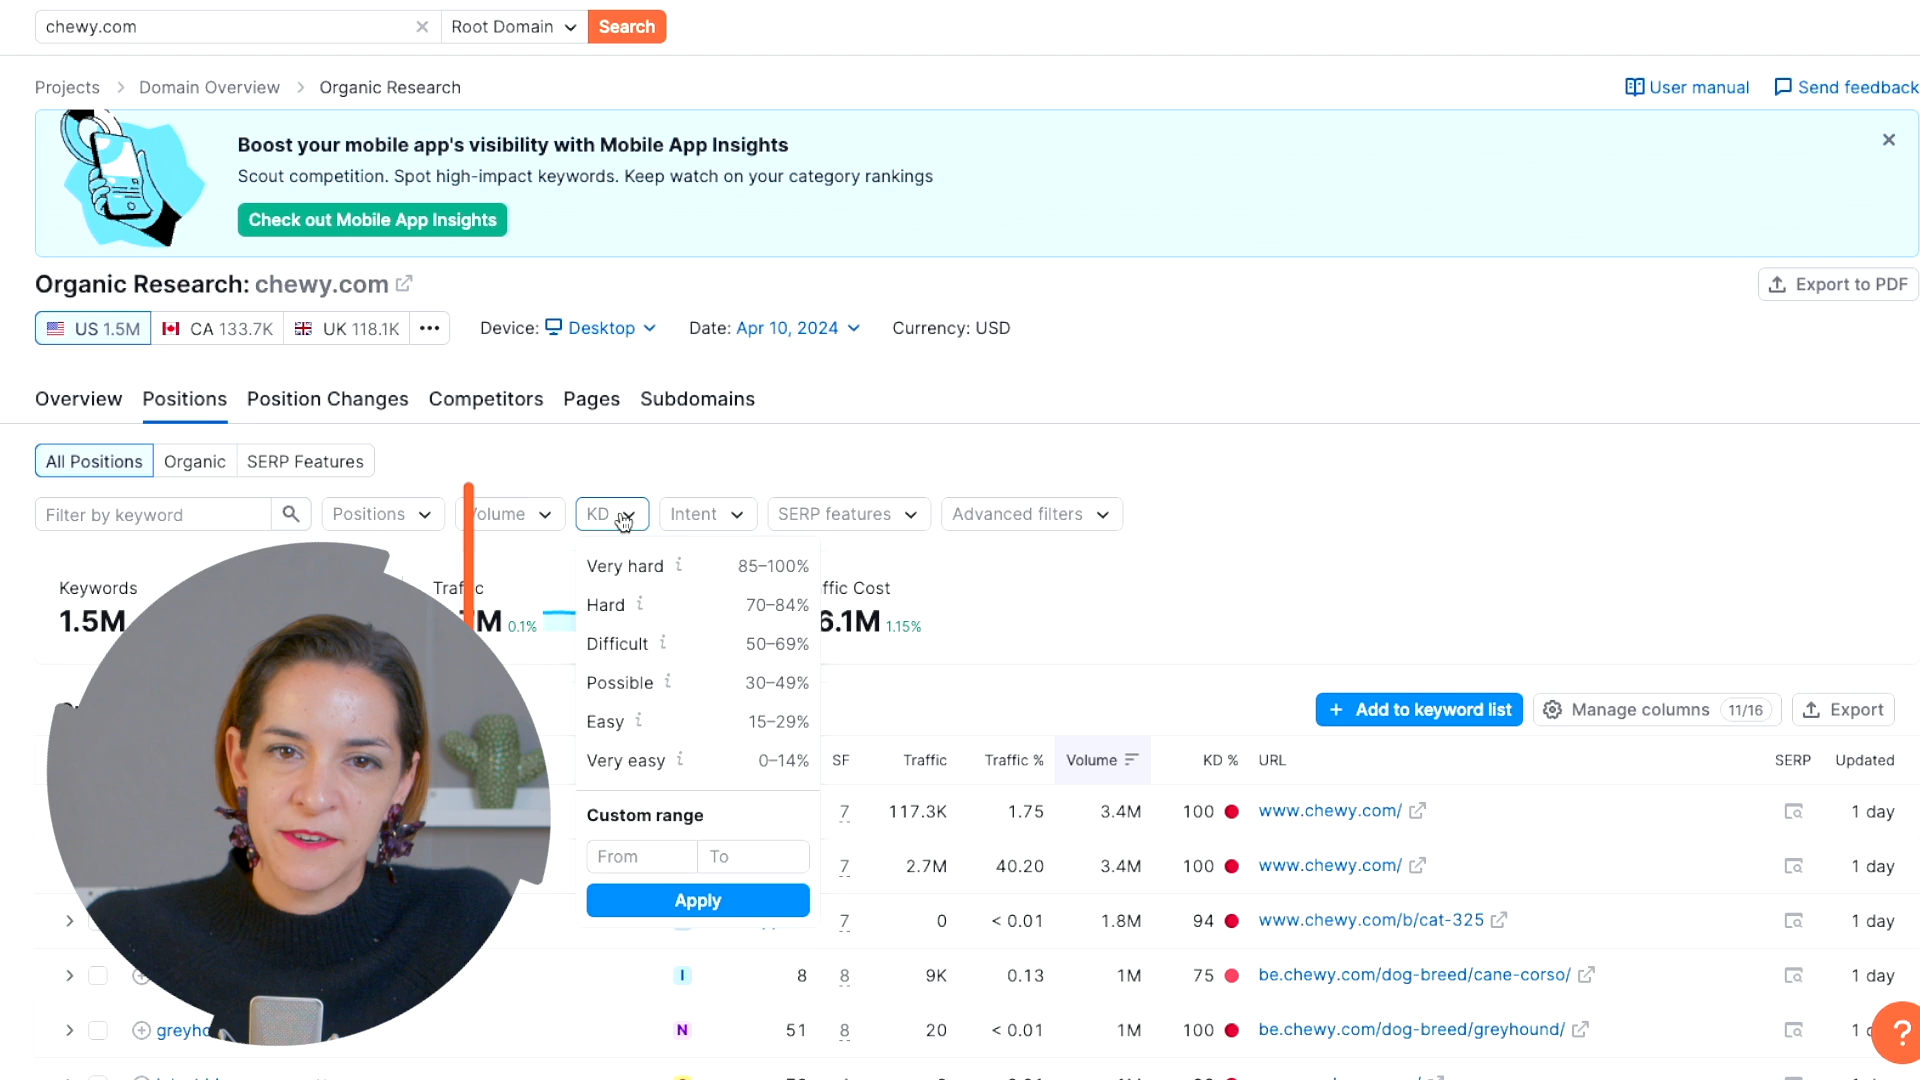 chewy.com
Root Domain
Search
Projects > Domain Overview > Organic Research
User manual
Send feedback
Boost your mobile app's visibility with Mobile App Insights
Scout competition. Spot high-impact keywords. Keep watch on your category rankings
Check out Mobile App Insights
Organic Research: chewy.com
Export to PDF
US 1.5M
CA 133.7K
UK 118.1K
Device: Desktop
Date: Apr 10, 2024
Currency: USD
Overview
Positions
Position Changes
Competitors
Pages
Subdomains
All Positions
Organic
SERP Features
Filter by keyword
Positions
olume
KD
Intent
SERP features
Advanced filters
Keywords
1.5M
Traffic
M 0.1%
ffic Cost
6.1M 1.15%
Very hard 85–100%
Hard 70–84%
Difficult 50–69%
Possible 30–49%
Easy 15–29%
Very easy 0–14%
Custom range
From
To
Apply
+ Add to keyword list
Manage columns 11/16
Export
SF Traffic Traffic % Volume KD % URL SERP Updated
7 117.3K 1.75 3.4M 100 www.chewy.com/ 1 day
7 2.7M 40.20 3.4M 100 www.chewy.com/ 1 day
7 0 < 0.01 1.8M 94 www.chewy.com/b/cat-325 1 day
I 8 8 9K 0.13 1M 75 be.chewy.com/dog-breed/cane-corso/ 1 day
greyho N 51 8 20 < 0.01 1M 100 be.chewy.com/dog-breed/greyhound/ 1
?